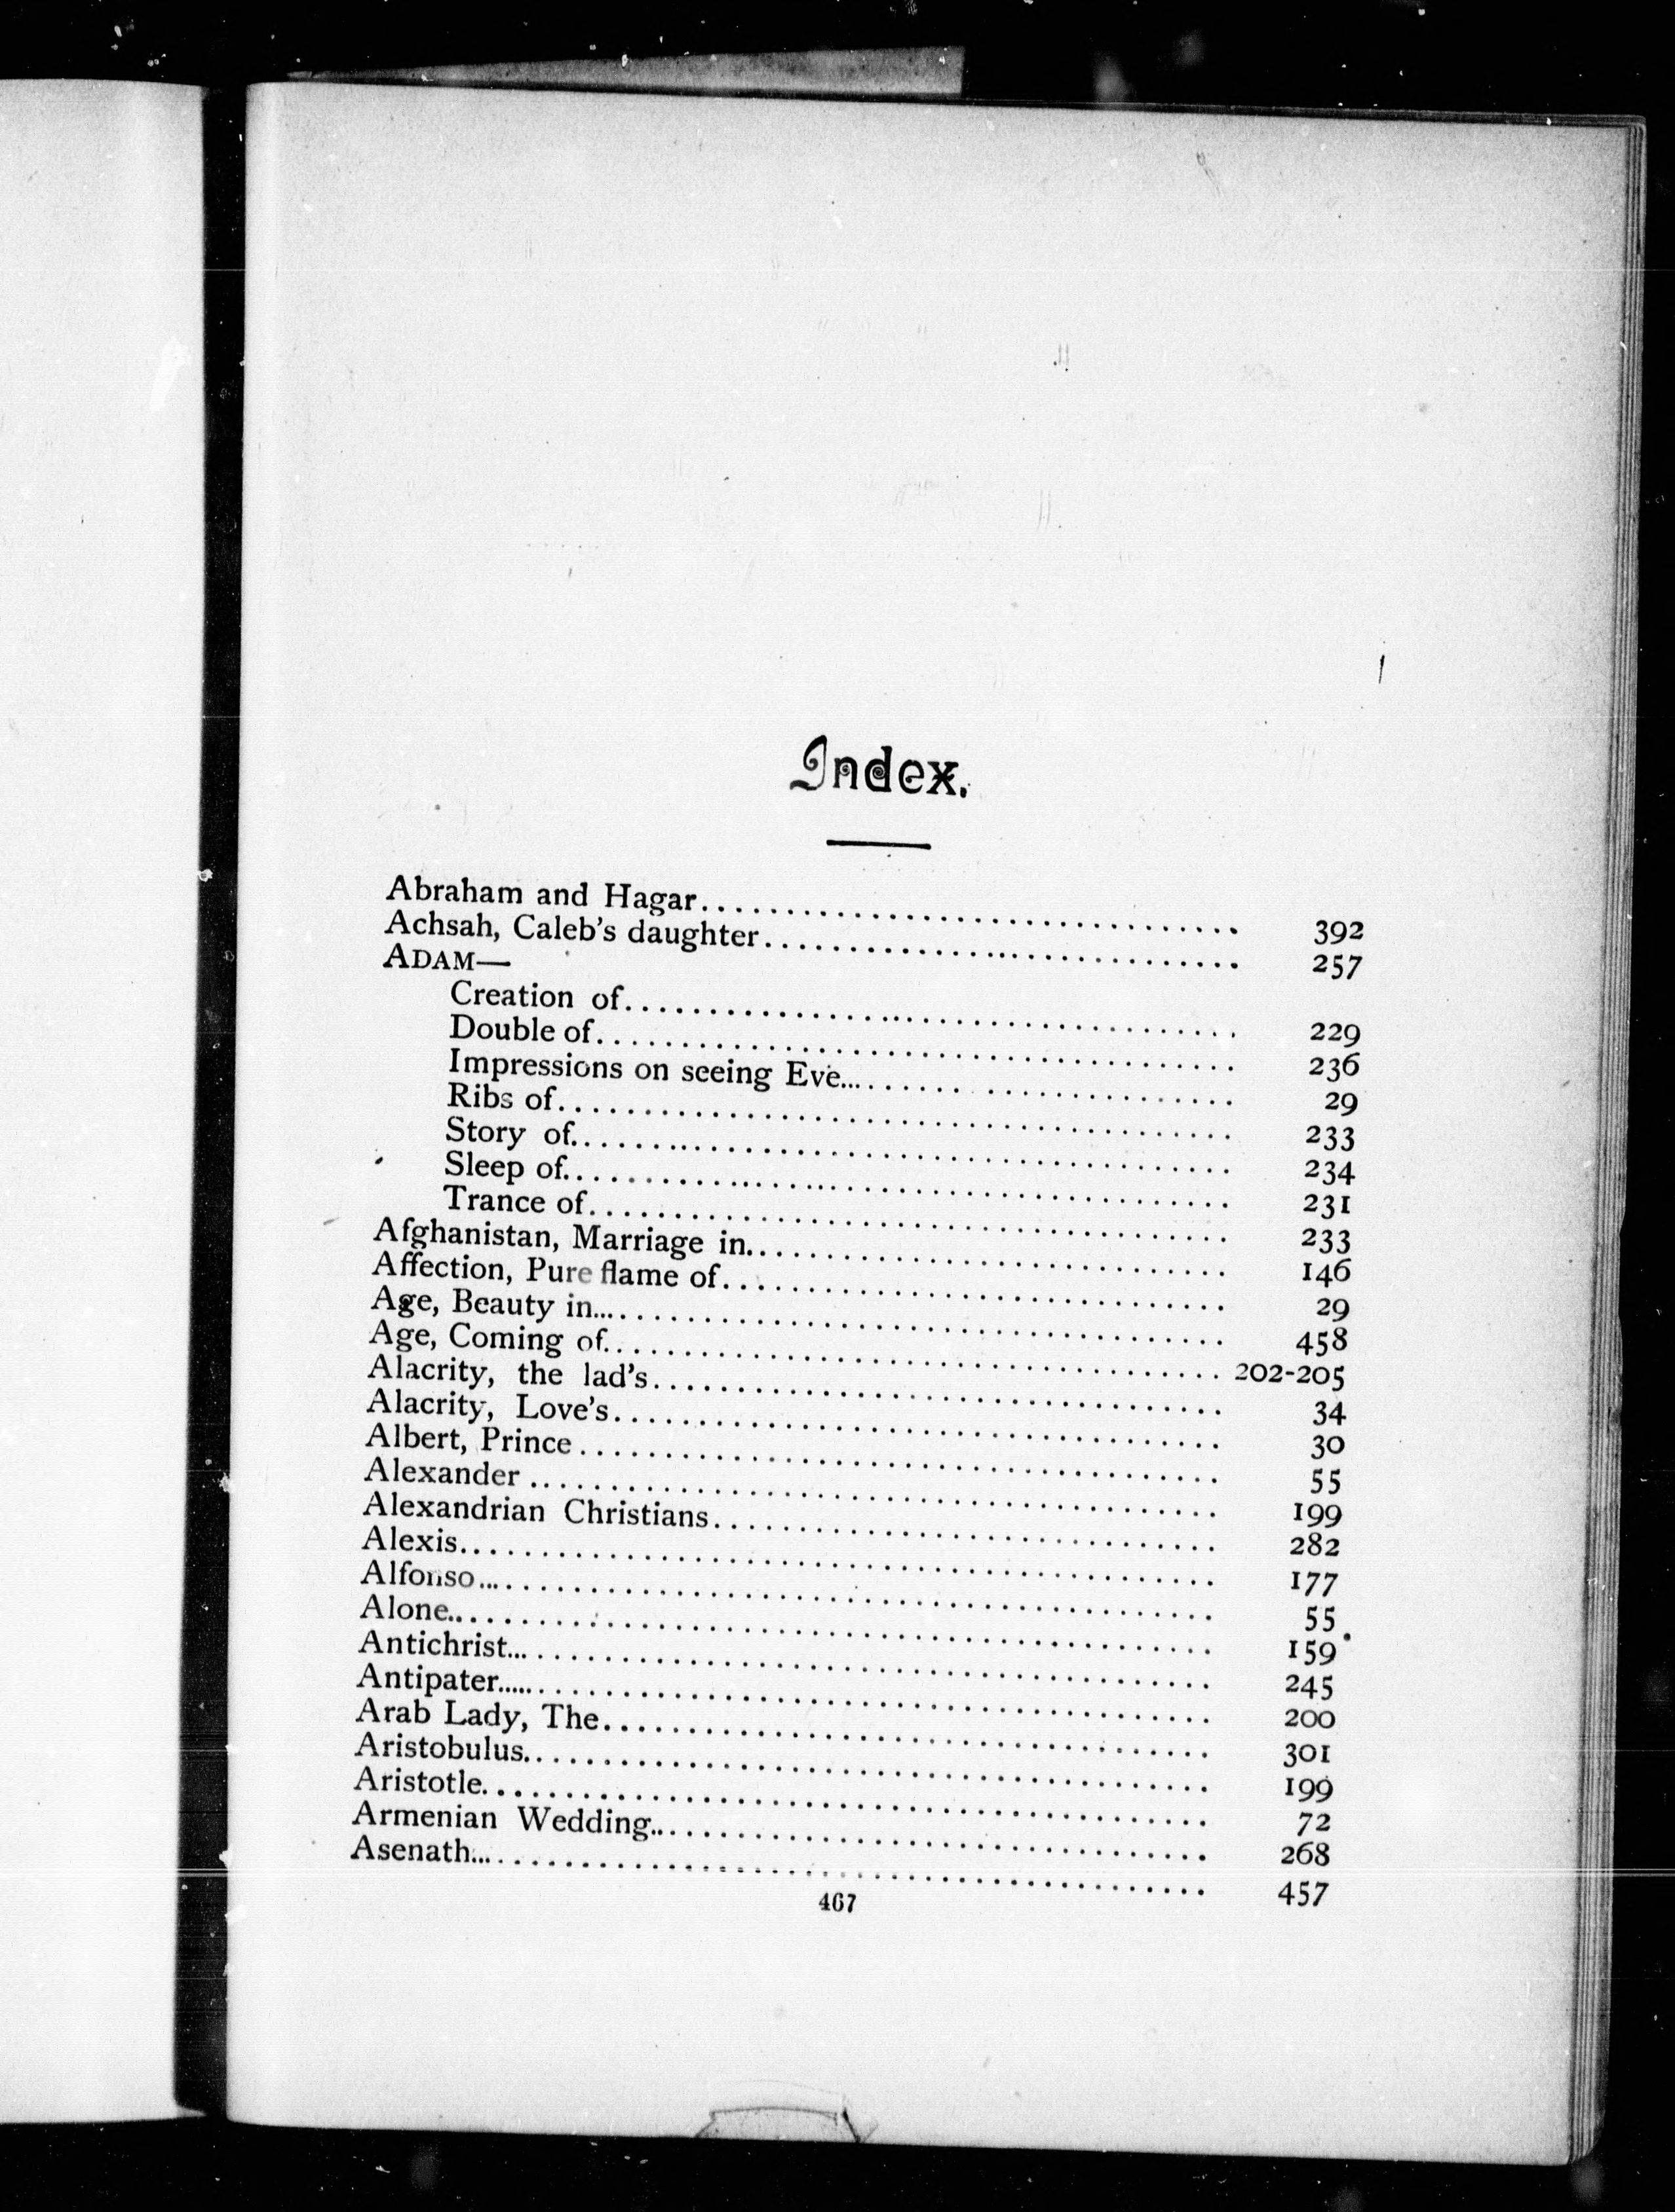 Index.
Abraham and Hagar........................................ 392
Achsah, Caleb's daughter........................................ 257
ADAM—
Creation of........................................ 229
Double of........................................ 236
Impressions on seeing Eve........................................ 29
Ribs of........................................ 233
Story of........................................ 234
Sleep of........................................ 231
Trance of........................................ 233
Afghanistan, Marriage in........................................ 146
Affection, Pure flame of........................................ 29
Age, Beauty in........................................ 458
Age, Coming of........................................ 202-205
Alacrity, the lad's........................................ 34
Alacrity, Love's........................................ 30
Albert, Prince........................................ 55
Alexander........................................ 199
Alexandrian Christians........................................ 282
Alexis........................................ 177
Alfonso........................................ 55
Alone........................................ 159
Antichrist........................................ 245
Antipater........................................ 200
Arab Lady, The........................................ 301
Aristobulus........................................ 199
Aristotle........................................ 72
Armenian Wedding........................................ 268
Asenath........................................ 457
467